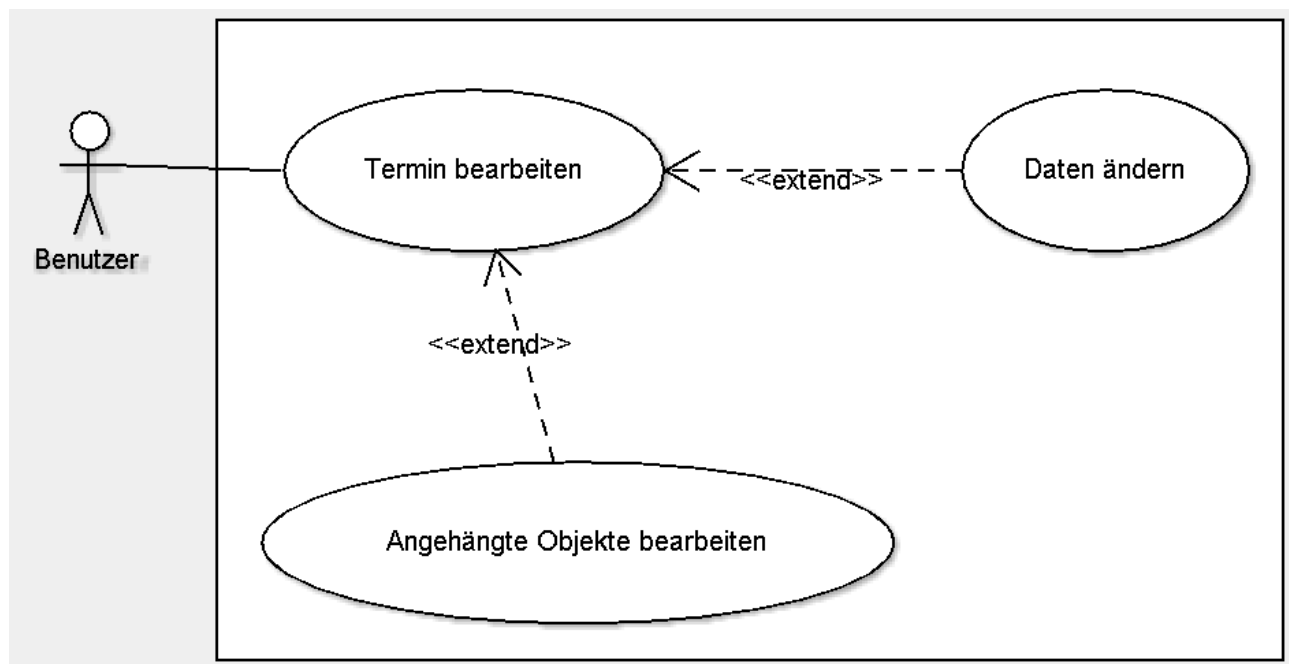 Termin bearbeiten
<<extend>>
Daten ändern
Benutzer
<<extend>>
Angehängte Objekte bearbeiten